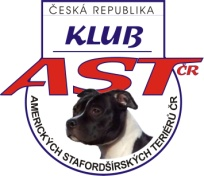 ČESKÁ REPUBLIKA
KLUB
AST ČR
AMERICKÝCH STAFORDŠÍRSKÝCH TERIÉRŮ ČR